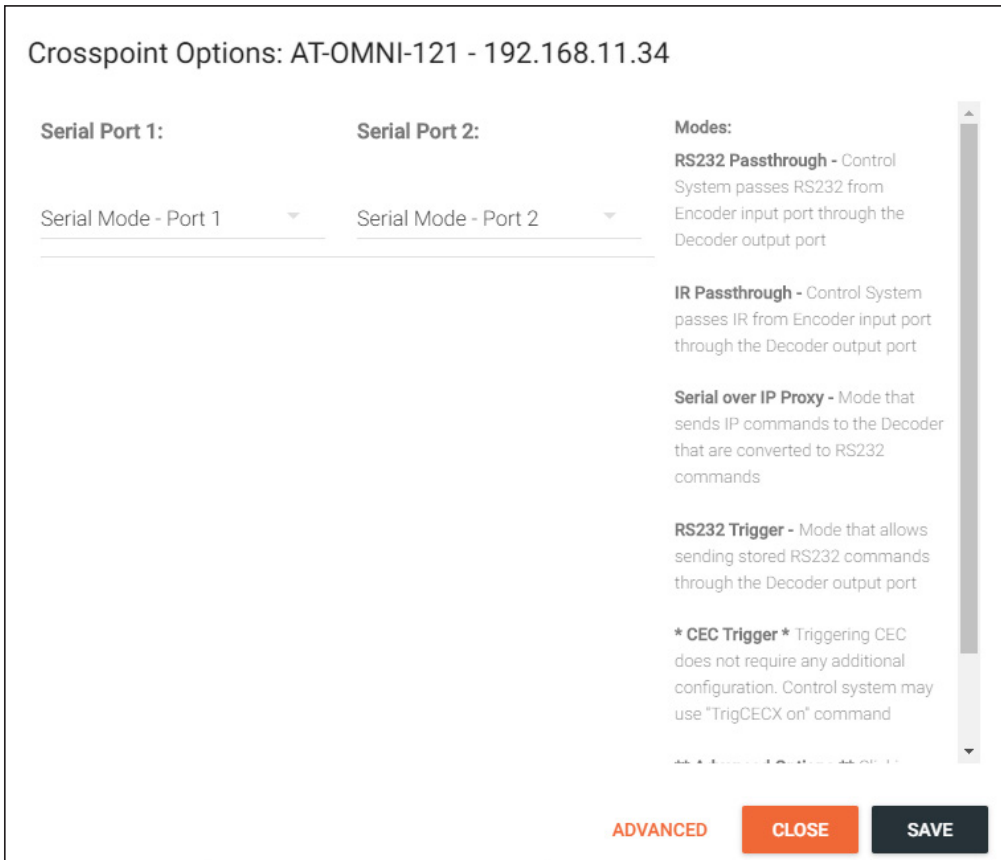 Crosspoint Options: AT-OMNI-121 - 192.168.11.34
Serial Port 1:
Serial Port 2:
Serial Mode - Port 1
Serial Mode - Port 2
Modes:
RS232 Passthrough - Control
System passes RS232 from
Encoder input port through the
Decoder output port
IR Passthrough - Control System
passes IR from Encoder input port
through the Decoder output port
Serial over IP Proxy - Mode that
sends IP commands to the Decoder
that are converted to RS232
commands
RS232 Trigger - Mode that allows
sending stored RS232 commands
through the Decoder output port
* CEC Trigger * Triggering CEC
does not require any additional
configuration. Control system may
use "TrigCECX on" command
ADVANCED
CLOSE
SAVE